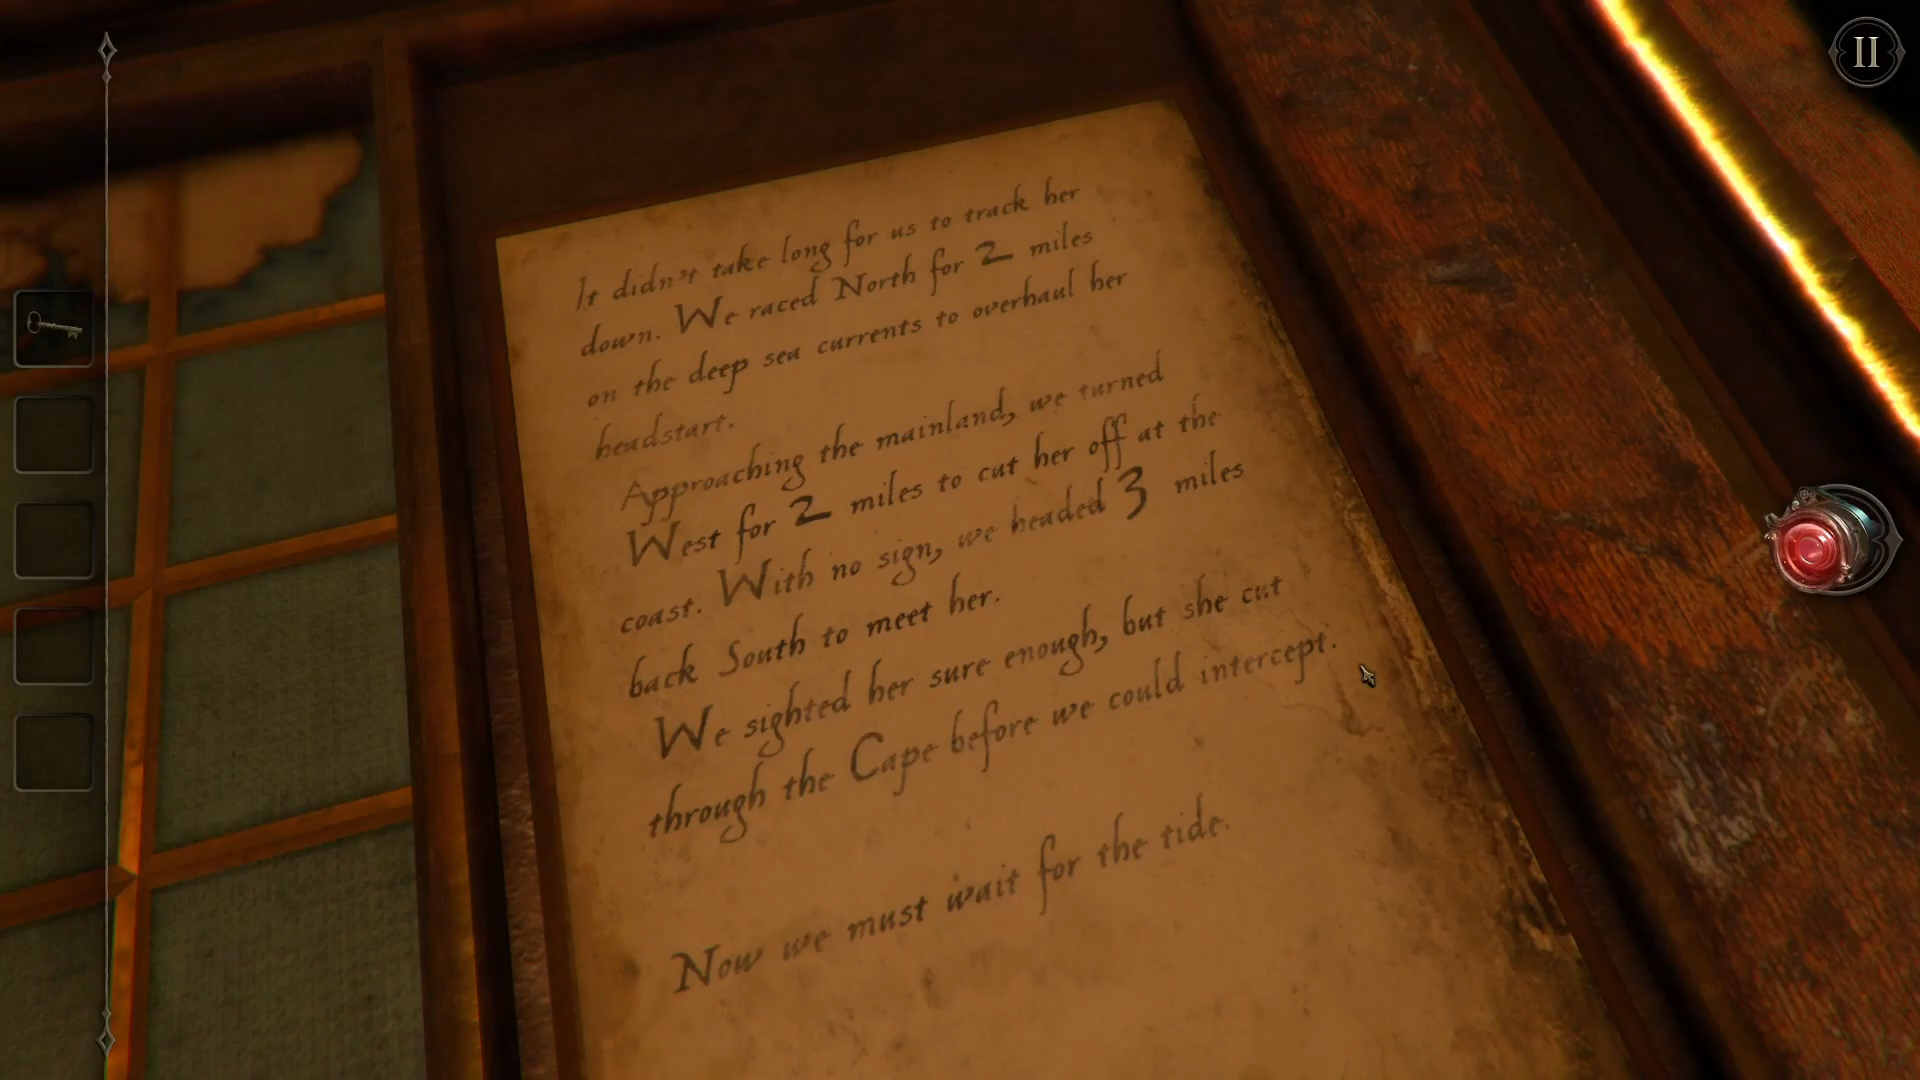 II
It didn't take long for us to track her
down. We raced North for 2 miles
on the deep sea currents to overhaul her
headstart.
Approaching the mainland, we turned
West for 2 miles to cut her off at the
coast. With no sign, we headed 3 miles
back South to meet her.
We sighted her sure enough, but she cut
through the Cape before we could intercept.
Now we must wait for the tide.